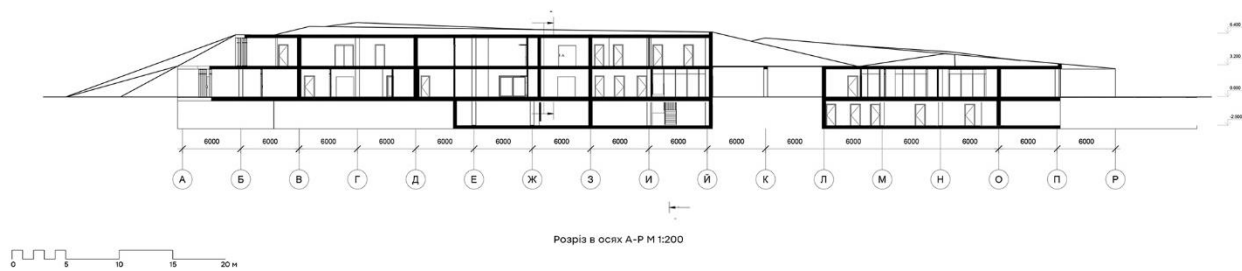 6.400
3.200
0.000
-2.900
6000 6000 6000 6000 6000 6000 6000 6000 6000 6000 6000 6000 6000 6000 6000 6000
А Б В Г Д Е Ж З И Й К Л М Н О П Р
Розріз в осях А-Р М 1:200
0 5 10 15 20 м